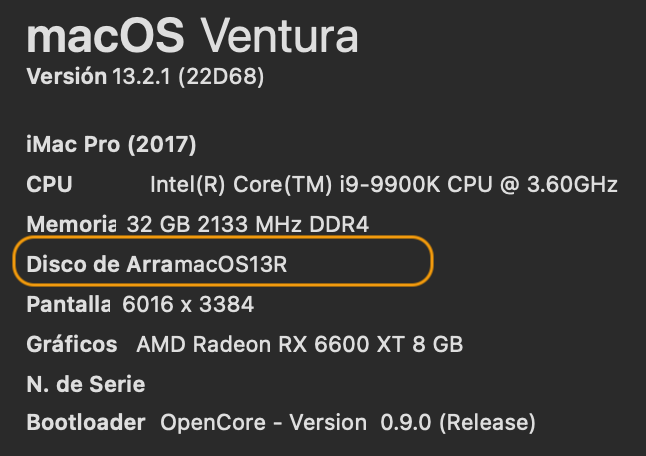 macOS Ventura
Versión 13.2.1 (22D68)
iMac Pro (2017)
CPU Intel(R) Core(TM) i9-9900K CPU @ 3.60GHz
Memoria 32 GB 2133 MHz DDR4
Disco de ArramacOS13R
Pantalla 6016 x 3384
Gráficos AMD Radeon RX 6600 XT 8 GB
N. de Serie
Bootloader OpenCore - Version 0.9.0 (Release)